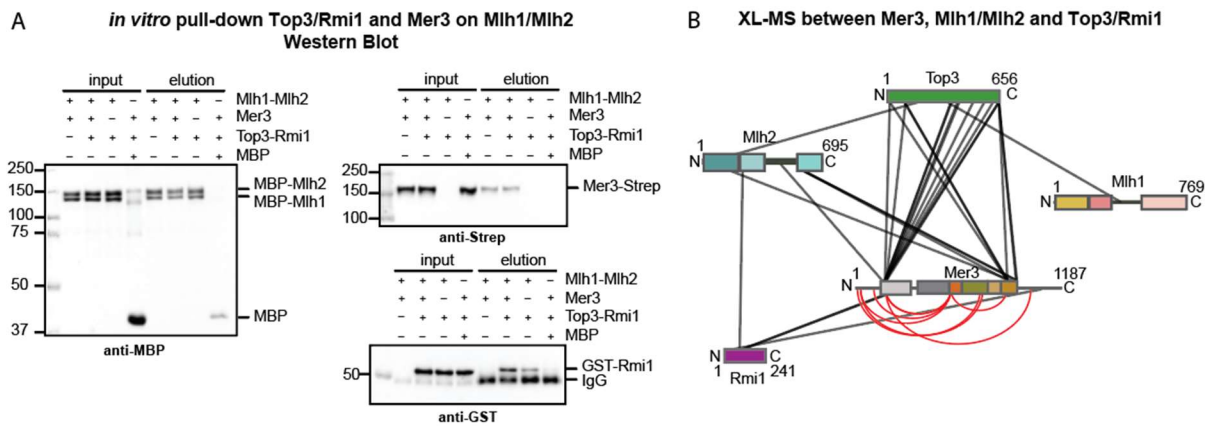 A
in vitro pull-down Top3/Rmi1 and Mer3 on Mlh1/Mlh2
Western Blot
input elution
+ + + - + + + - Mlh1-Mlh2
+ + - + + + - + Mer3
- + + + - + + + Top3-Rmi1
- - - + - - - + MBP
250
150
100
75
50
37
MBP-Mlh2
MBP-Mlh1
MBP
anti-MBP
input elution
+ + + - + + + - Mlh1-Mlh2
+ + - + + + - + Mer3
- + + + - + + + Top3-Rmi1
- - - + - - - + MBP
250
150
100
Mer3-Strep
anti-Strep
input elution
+ + + - + + + - Mlh1-Mlh2
+ + - + + + - + Mer3
- + + + - + + + Top3-Rmi1
- - - + - - - + MBP
50
GST-Rmi1
IgG
anti-GST
B
XL-MS between Mer3, Mlh1/Mlh2 and Top3/Rmi1
1 Top3 656
N C
1 Mlh2 695
N C
1 Mlh1 769
N C
1 Mer3 1187
N C
N C
1 Rmi1 241